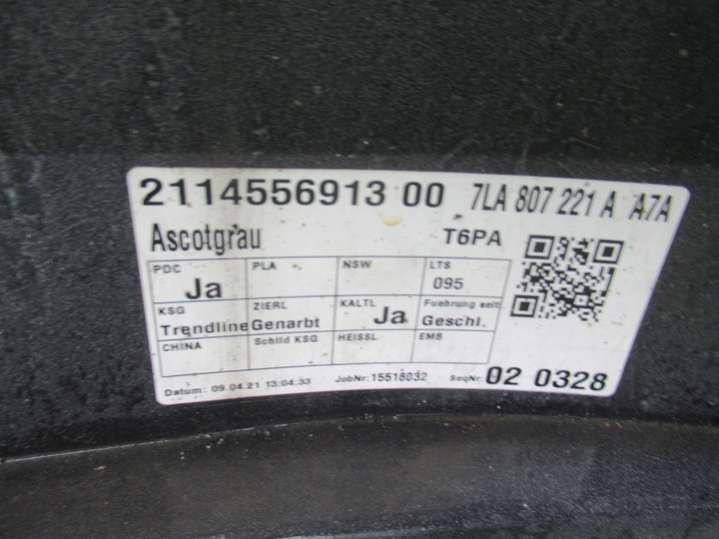 2114556913 00 7LA 807 221 A A7A
Ascotgrau T6PA
PDC Ja PLA NSW LTS 095
KSG Trendline ZIERL Genarbt KALTL Ja Fuehrung seit Geschl.
CHINA Schild KSG HEISSL EMB
Datum: 09.04.21 13:04:33 JobNr: 15518032 SeqNr: 02 0328